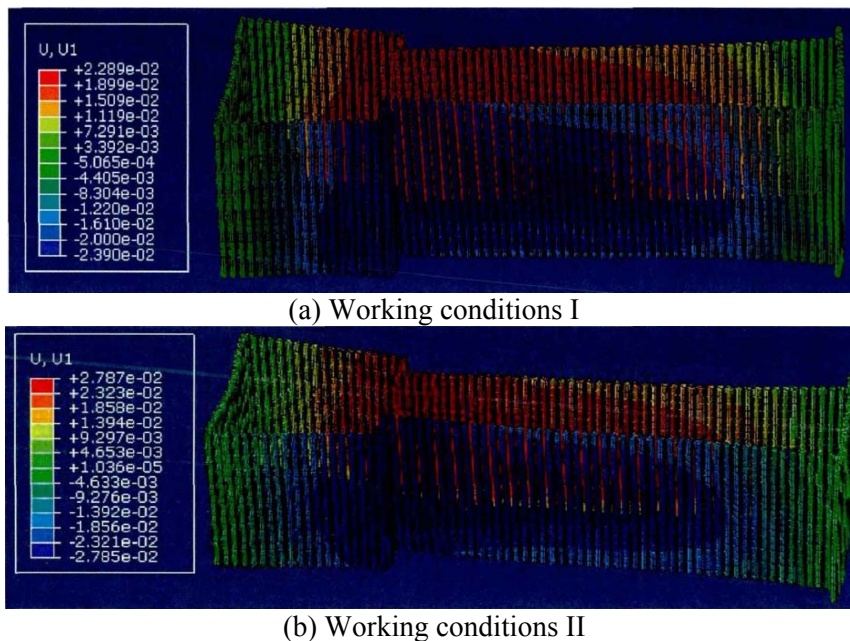 U, U1
+2.289e-02
+1.899e-02
+1.509e-02
+1.119e-02
+7.291e-03
+3.392e-03
-5.065e-04
-4.405e-03
-8.304e-03
-1.220e-02
-1.610e-02
-2.000e-02
-2.390e-02
(a) Working conditions I
U, U1
+2.787e-02
+2.323e-02
+1.858e-02
+1.394e-02
+9.297e-03
+4.653e-03
+1.036e-05
-4.633e-03
-9.276e-03
-1.392e-02
-1.856e-02
-2.321e-02
-2.785e-02
(b) Working conditions II